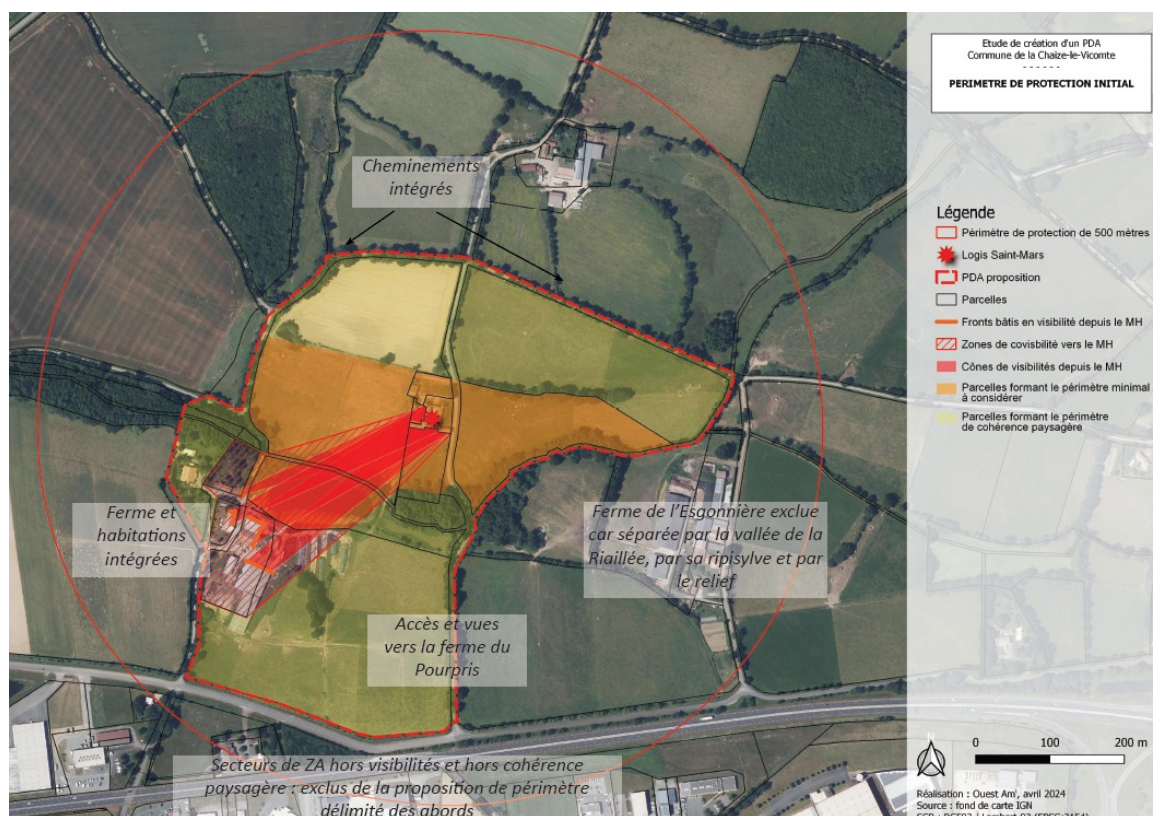 Etude de création d'un PDA
Commune de la Chaize-le-Vicomte
- - - - - -
PERIMETRE DE PROTECTION INITIAL
Cheminements
intégrés
Légende
Périmètre de protection de 500 mètres
Logis Saint-Mars
PDA proposition
Parcelles
Fronts bâtis en visibilité depuis le MH
Zones de covisbilité vers le MH
Cônes de visibilités depuis le MH
Parcelles formant le périmètre minimal
à considérer
Parcelles formant le périmètre
de cohérence paysagère
Ferme et
habitations
intégrées
Ferme de l'Esgonnière exclue
car séparée par la vallée de la
Riaillée, par sa ripisylve et par
le relief
Accès et vues
vers la ferme du
Pourpris
Secteurs de ZA hors visibilités et hors cohérence
paysagère : exclus de la proposition de périmètre
délimité des abords
N
0 100 200 m
Réalisation : Ouest Am', avril 2024
Source : fond de carte IGN